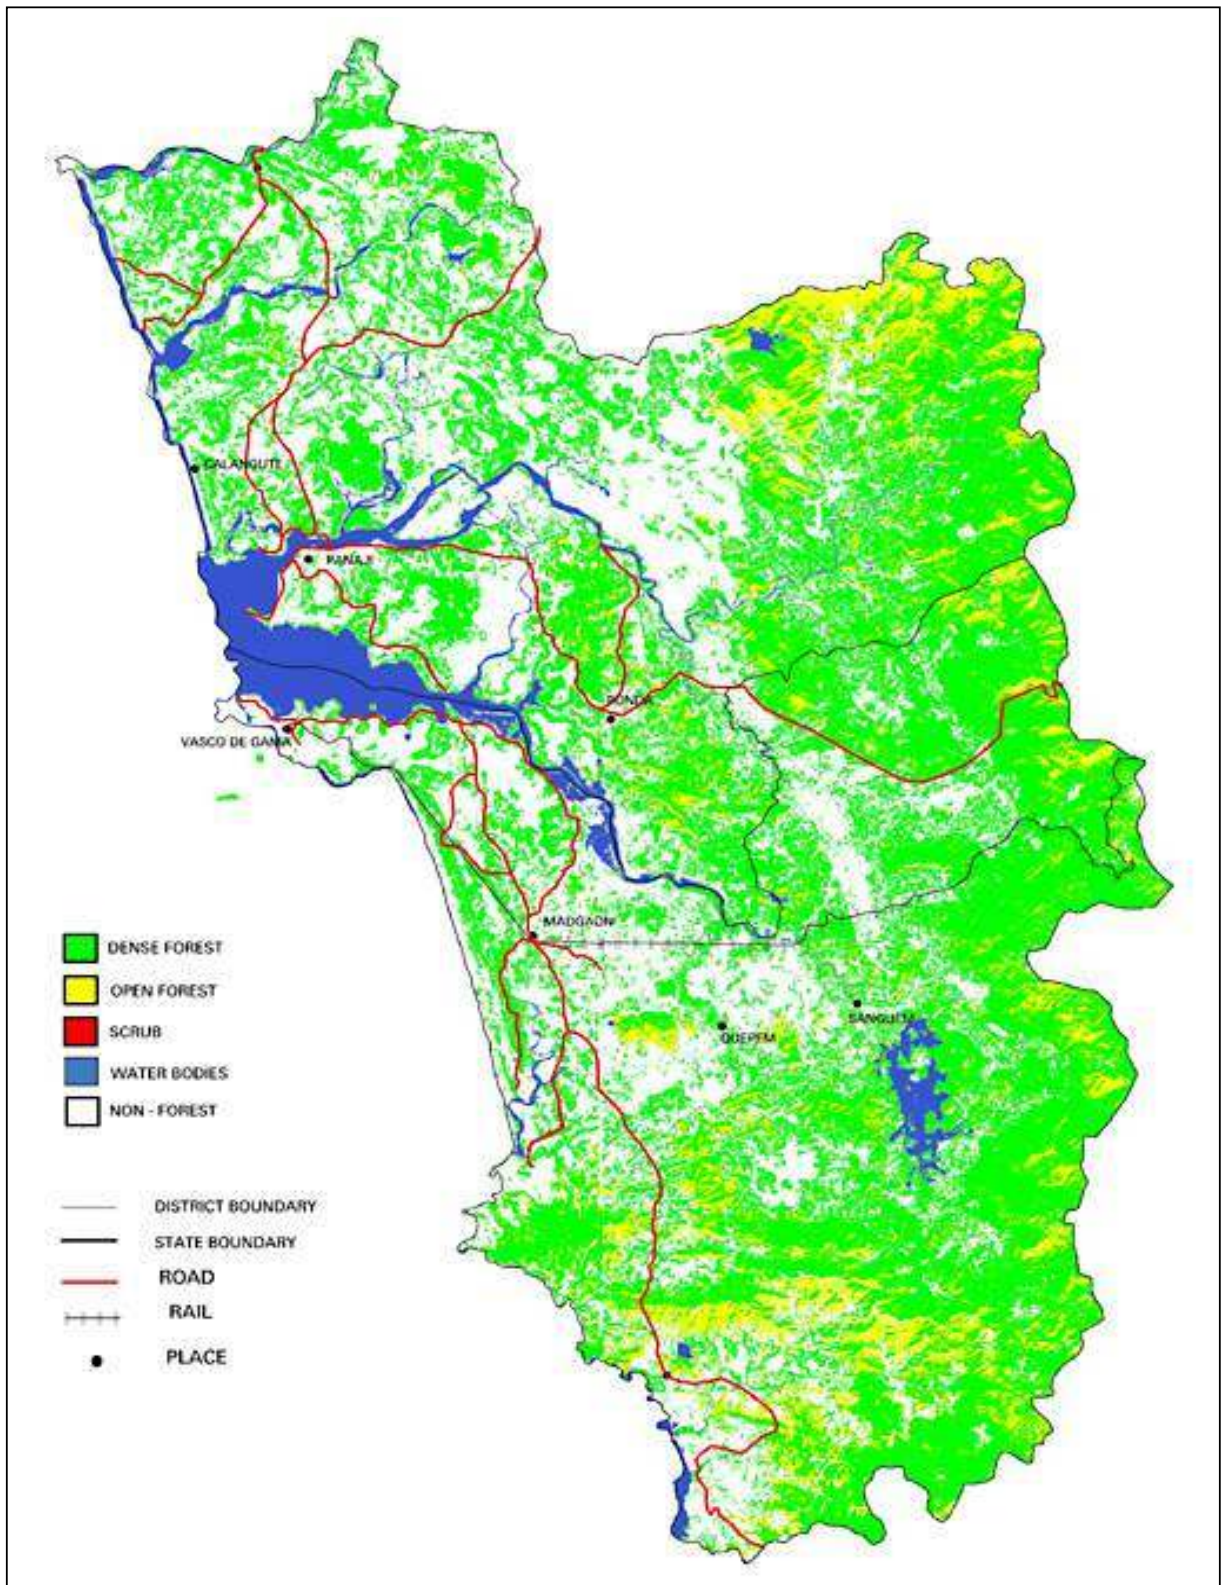 CALANGUTE
PANAJI
PONDA
VASCO DE GAMA
MADGAON
SANGUEM
QUEPEM
DENSE FOREST
OPEN FOREST
SCRUB
WATER BODIES
NON - FOREST
DISTRICT BOUNDARY
STATE BOUNDARY
ROAD
RAIL
PLACE